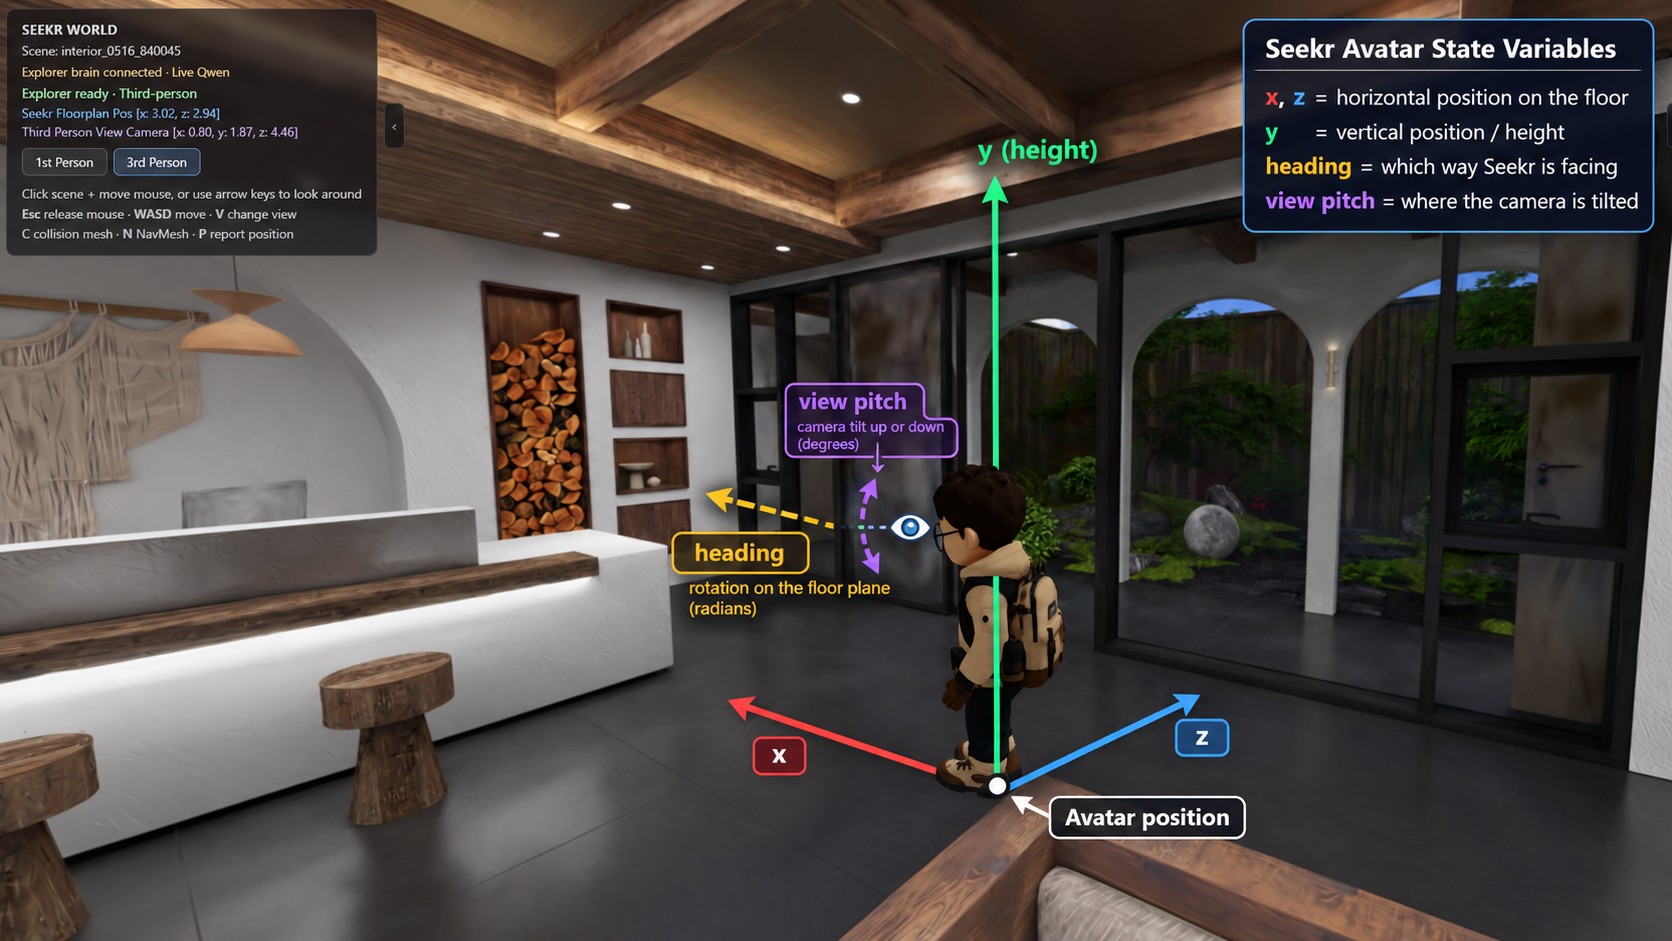 SEEKR WORLD
Scene: interior_0516_840045
Explorer brain connected · Live Qwen
Explorer ready · Third-person
Seekr Floorplan Pos [x: 3.02, z: 2.94]
Third Person View Camera [x: 0.80, y: 1.87, z: 4.46]
1st Person 3rd Person
Click scene + move mouse, or use arrow keys to look around
Esc release mouse · WASD move · V change view
C collision mesh · N NavMesh · P report position
<
Seekr Avatar State Variables
x, z = horizontal position on the floor
y = vertical position / height
heading = which way Seekr is facing
view pitch = where the camera is tilted
y (height)
view pitch
camera tilt up or down
(degrees)
heading
rotation on the floor plane
(radians)
x
z
Avatar position